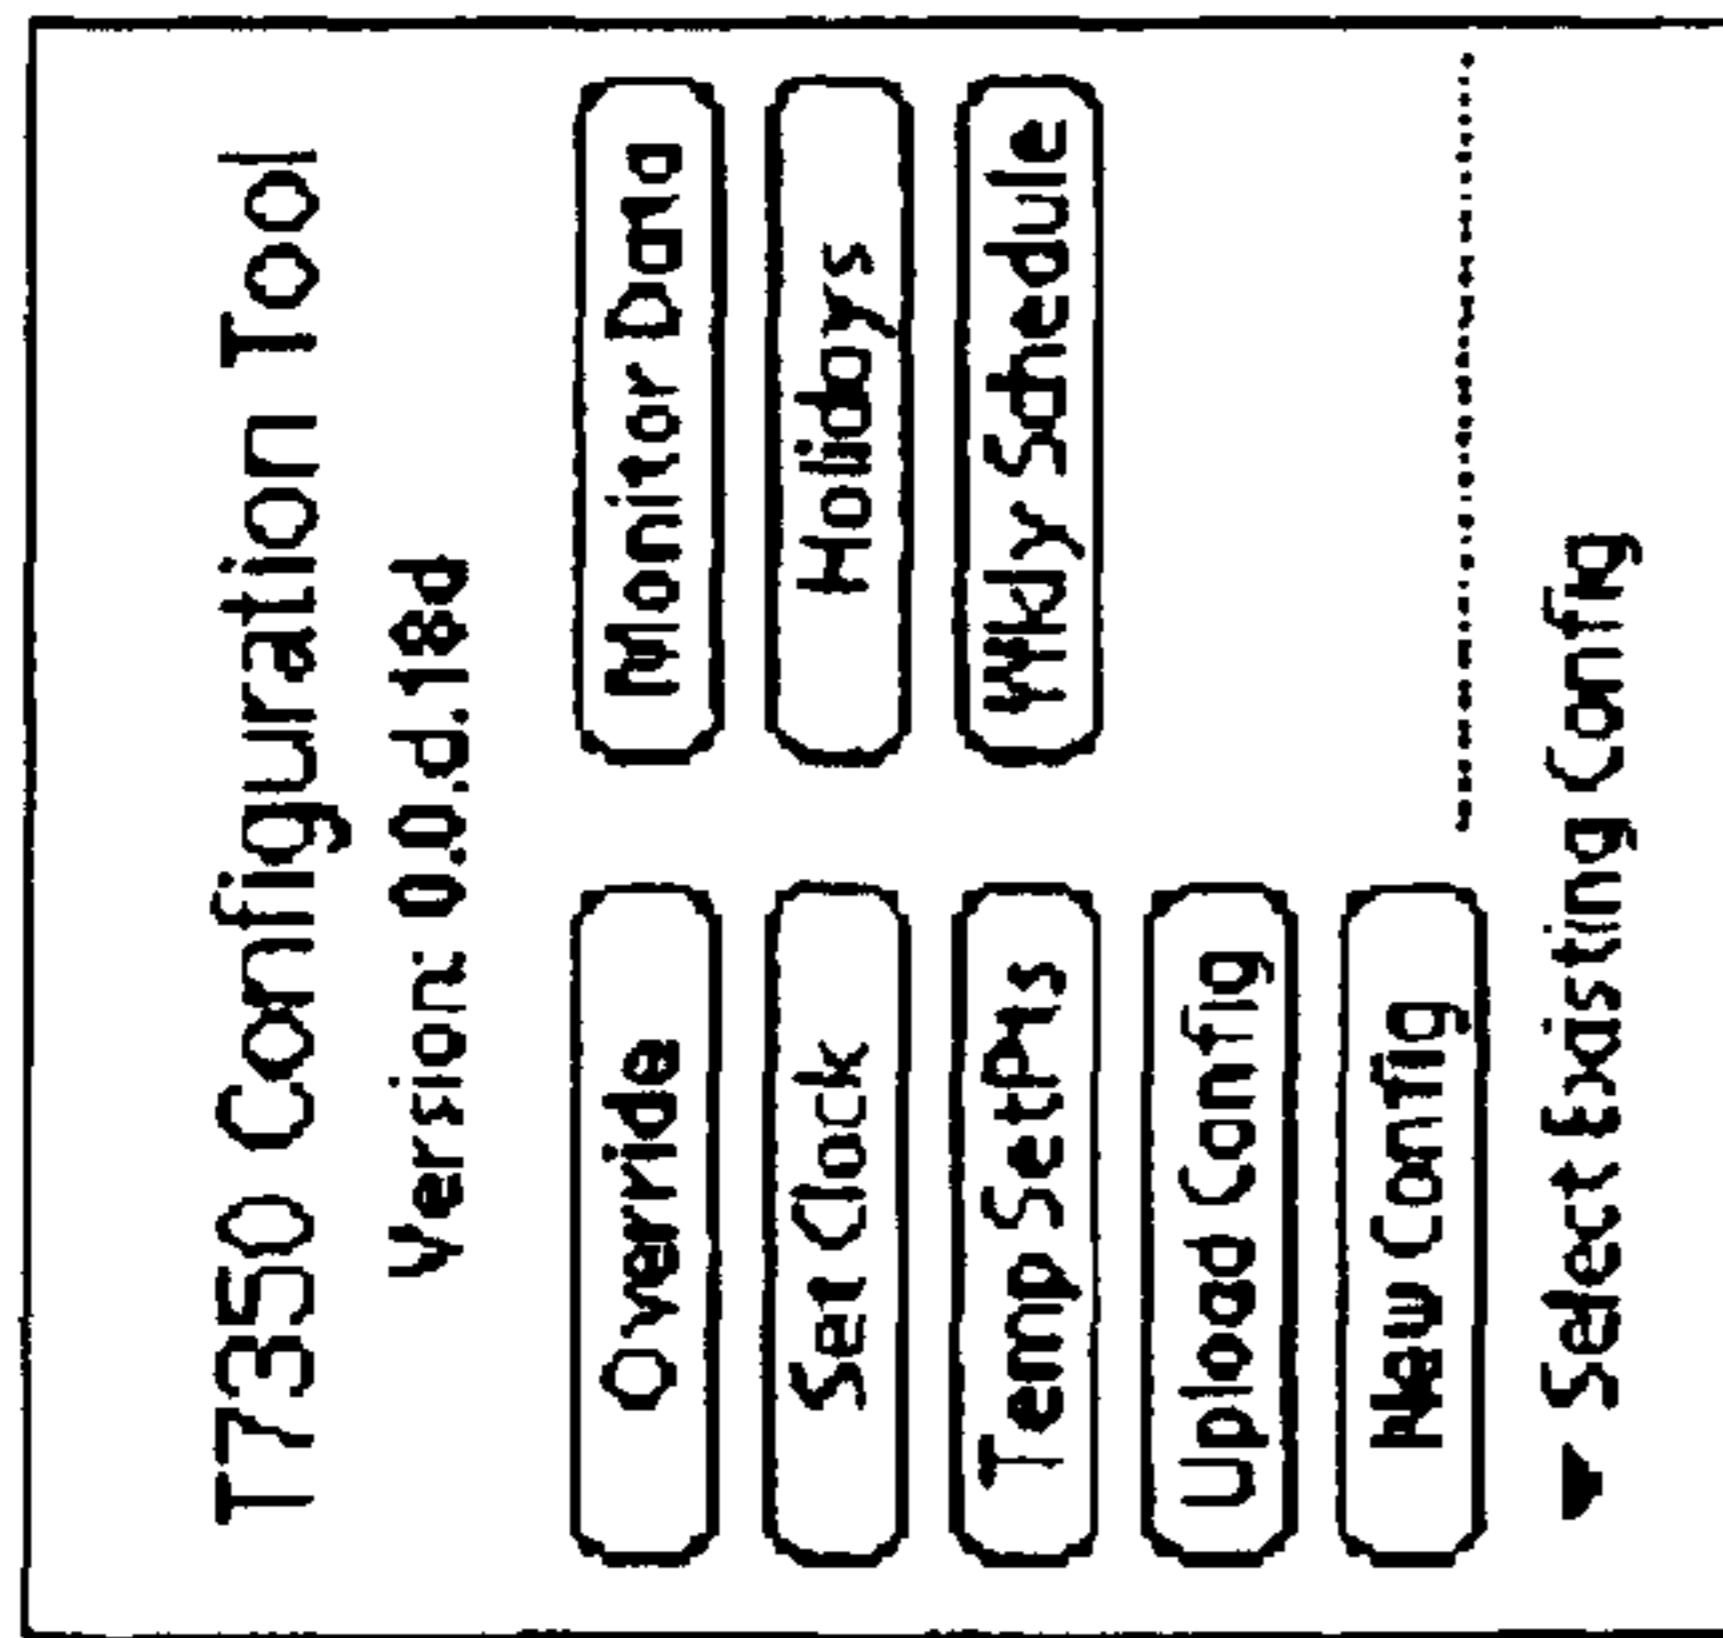 T7350 Configuration Tool
Version: 0.0.d.18d
Override Monitor Data
Set Clock Holidays
Temp SetPts Wkly Schedule
Upload Config
New Config
Select Existing Config